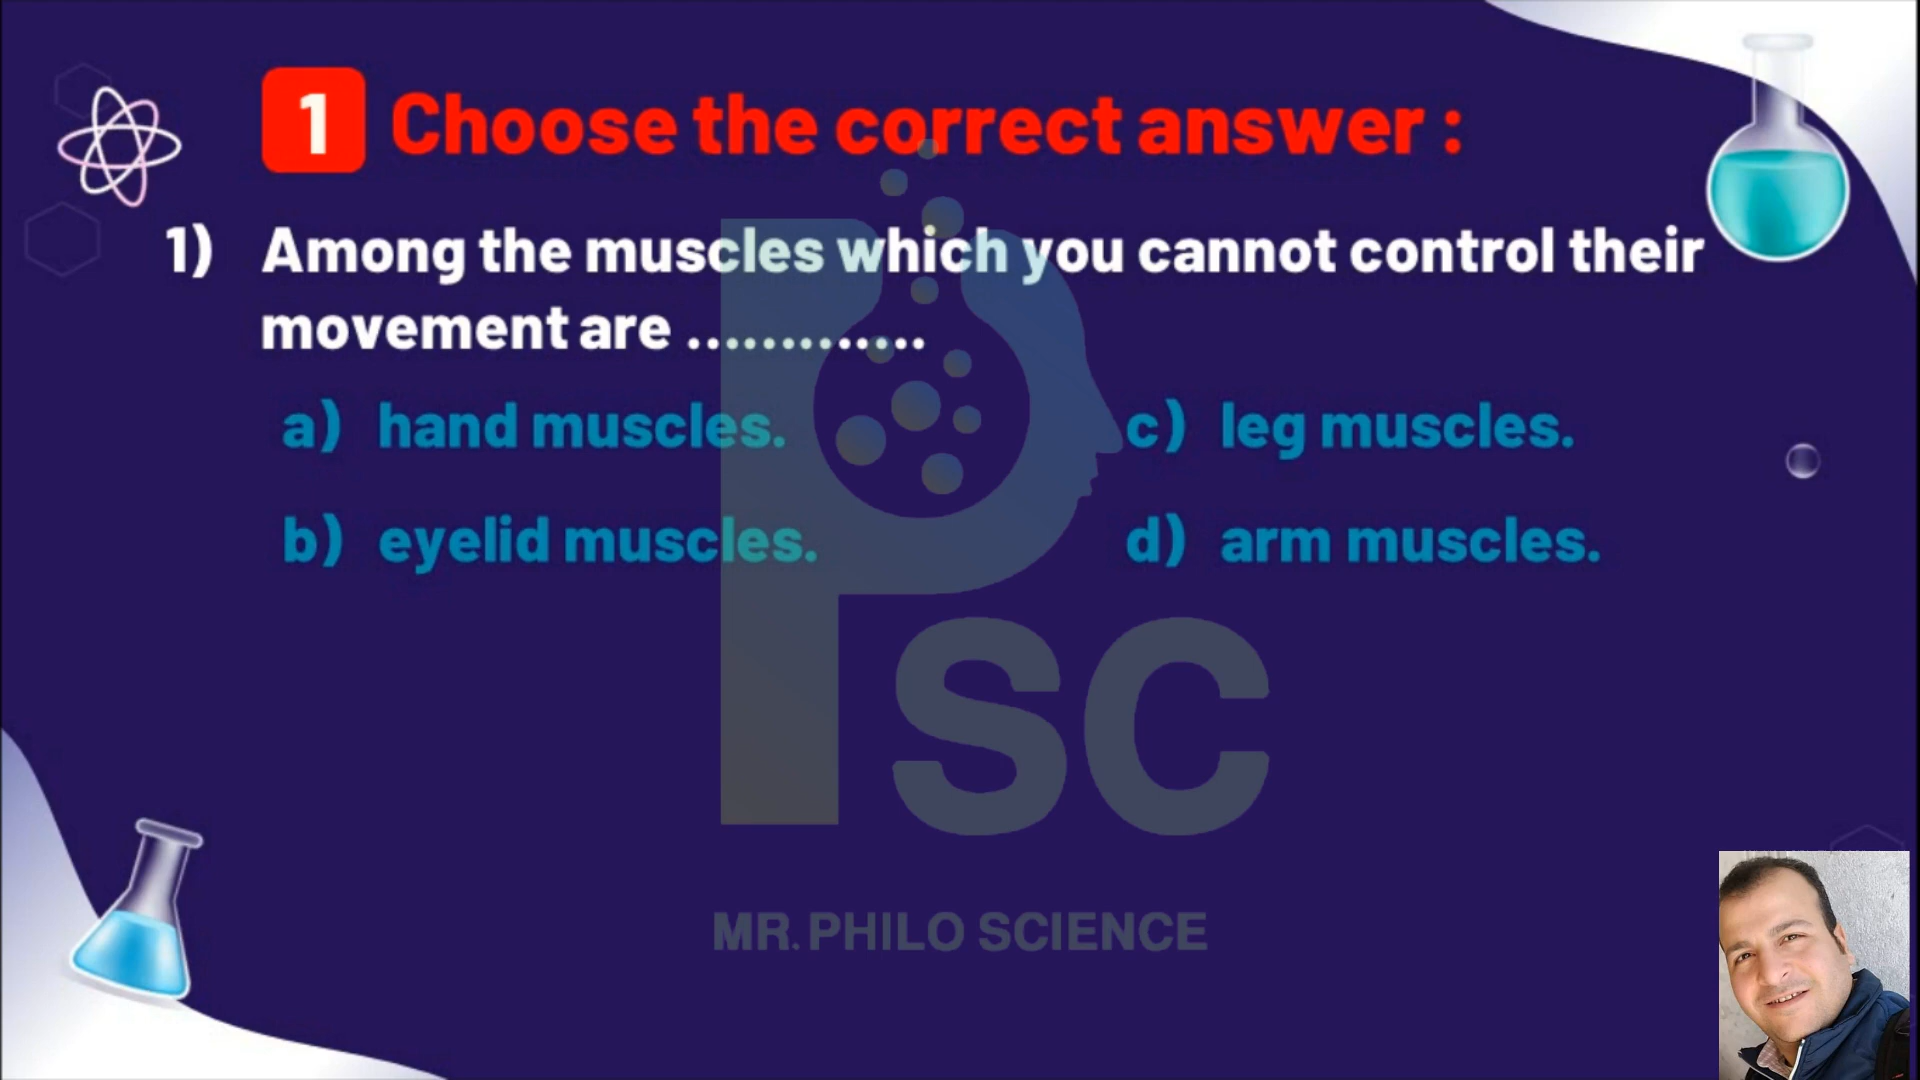 1 Choose the correct answer :
1) Among the muscles which you cannot control their
movement are .............
a) hand muscles. c) leg muscles.
b) eyelid muscles. d) arm muscles.
Psc
MR. PHILO SCIENCE